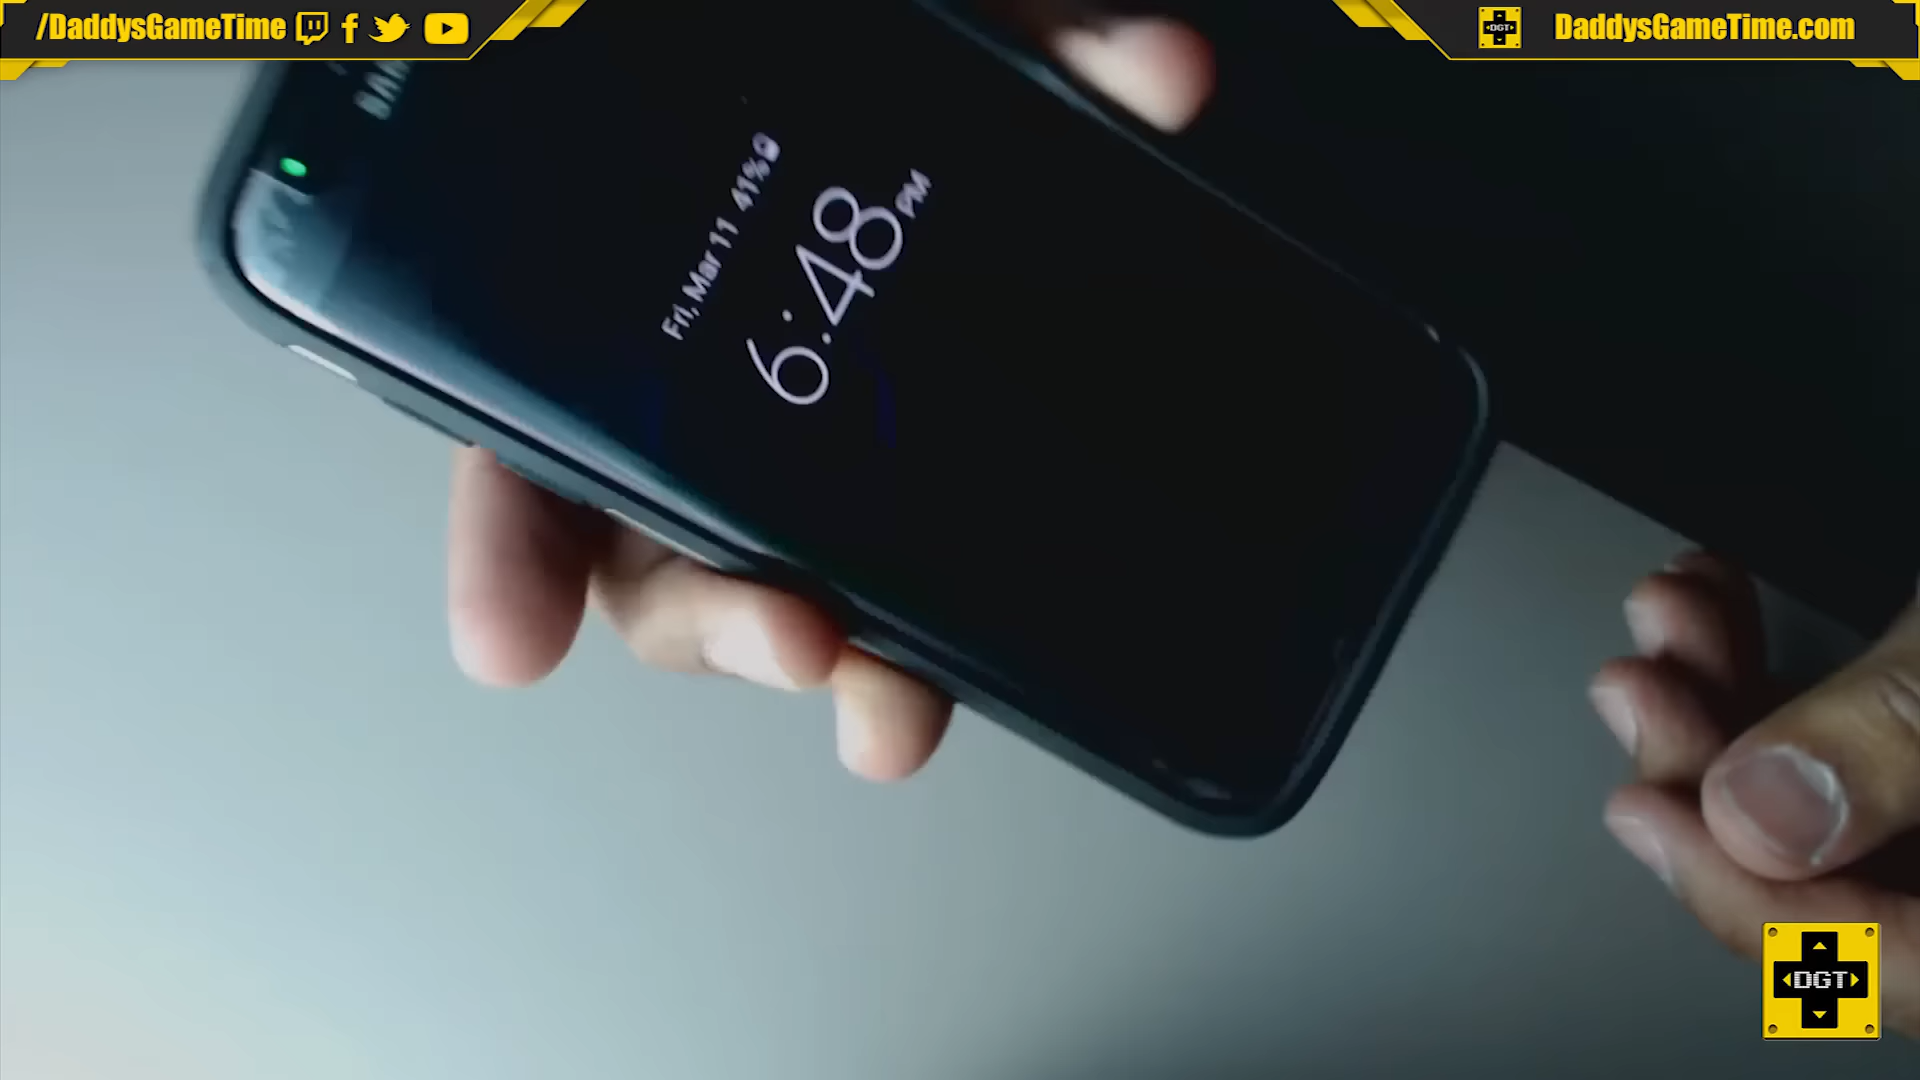 /DaddysGameTime
DGT
DaddysGameTime.com
Fri, Mar 11 41%
6:48 PM
DGT